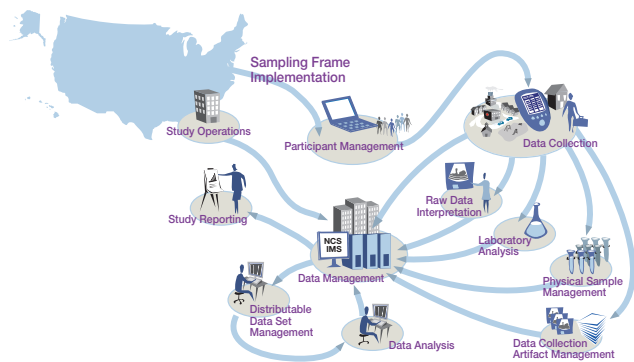 Sampling Frame
Implementation
Study Operations
Participant Management
Data Collection
Study Reporting
Raw Data
Interpretation
NCS
IMS
Laboratory
Analysis
Data Management
Physical Sample
Management
Distributable
Data Set
Management
Data Analysis
Data Collection
Artifact Management